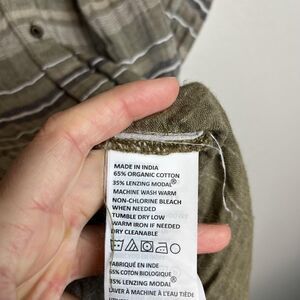 MADE IN INDIA
65% ORGANIC COTTON
35% LENZING MODAL®
MACHINE WASH WARM
NON-CHLORINE BLEACH
WHEN NEEDED
TUMBLE DRY LOW
WARM IRON IF NEEDED
DRY CLEANABLE
FABRIQUÉ EN INDE
65% COTON BIOLOGIQUE
35% LENZING MODAL®
LAVER À MACHINE À L'EAU TIÈDE